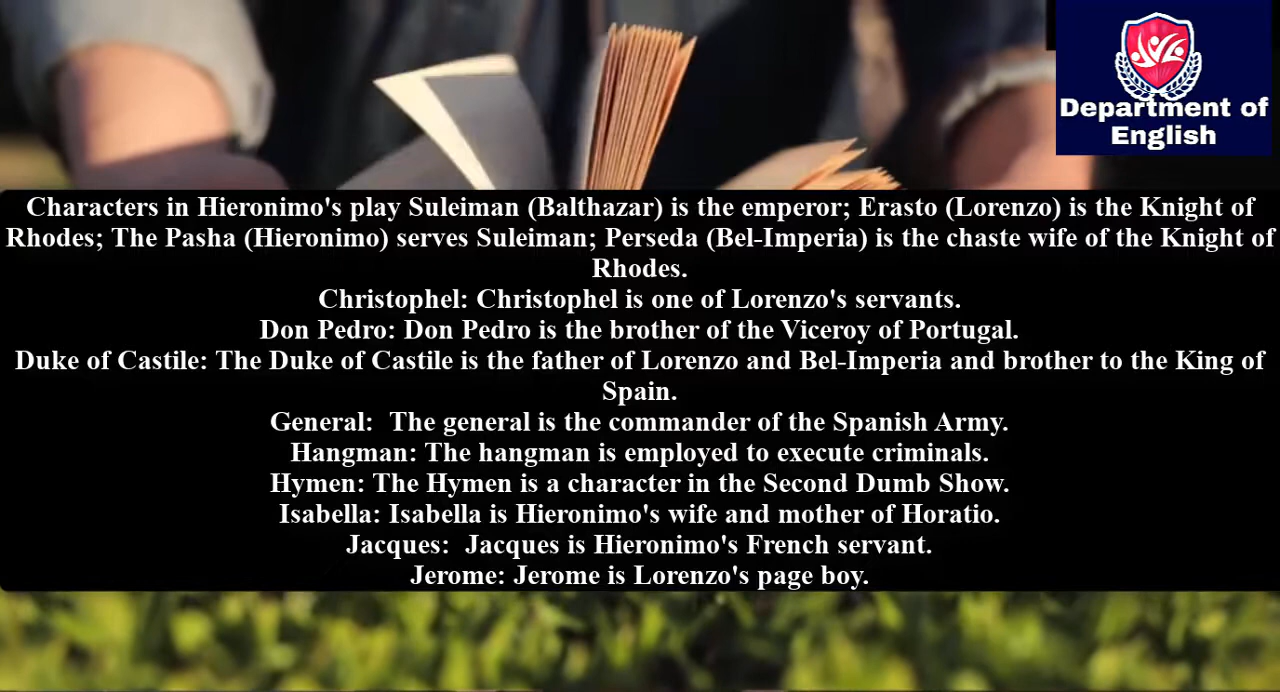 Department of
English
Characters in Hieronimo's play Suleiman (Balthazar) is the emperor; Erasto (Lorenzo) is the Knight of
Rhodes; The Pasha (Hieronimo) serves Suleiman; Perseda (Bel-Imperia) is the chaste wife of the Knight of
Rhodes.
Christophel: Christophel is one of Lorenzo's servants.
Don Pedro: Don Pedro is the brother of the Viceroy of Portugal.
Duke of Castile: The Duke of Castile is the father of Lorenzo and Bel-Imperia and brother to the King of
Spain.
General:  The general is the commander of the Spanish Army.
Hangman: The hangman is employed to execute criminals.
Hymen: The Hymen is a character in the Second Dumb Show.
Isabella: Isabella is Hieronimo's wife and mother of Horatio.
Jacques:  Jacques is Hieronimo's French servant.
Jerome: Jerome is Lorenzo's page boy.